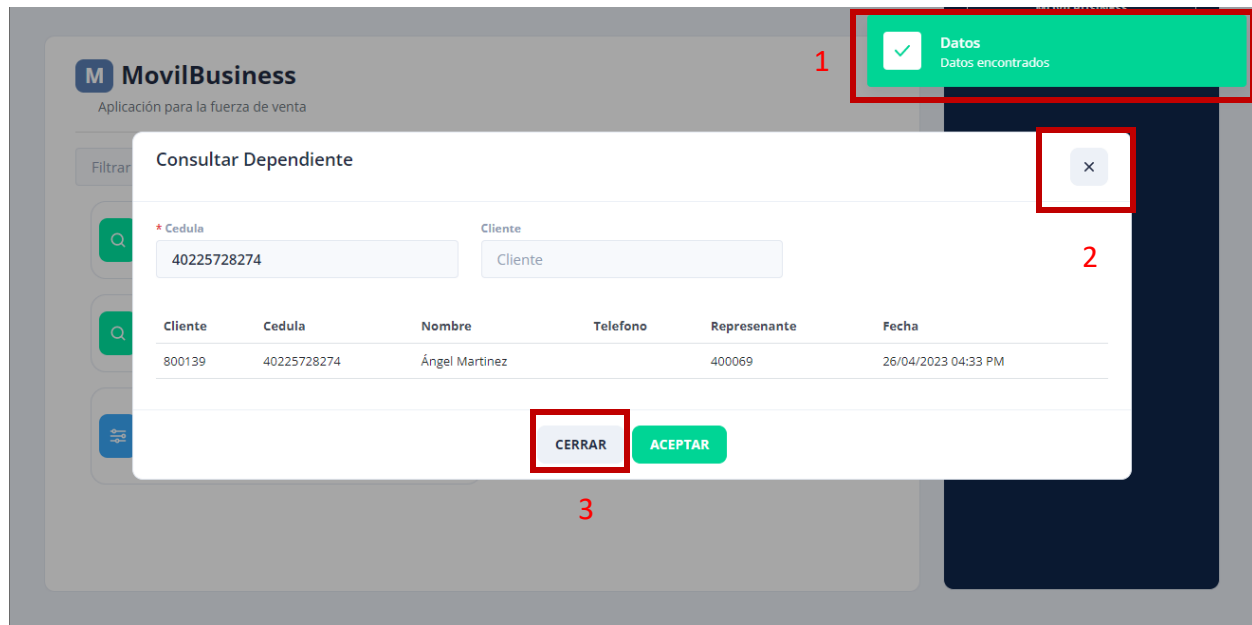 MOVILBUSINESS
1
Datos
Datos encontrados
M MovilBusiness
Aplicación para la fuerza de venta
Filtrar
Consultar Dependiente
* Cedula
Cliente
40225728274
Cliente
2
Cliente Cedula Nombre Telefono Represenante Fecha
800139 40225728274 Ángel Martinez 400069 26/04/2023 04:33 PM
CERRAR ACEPTAR
3